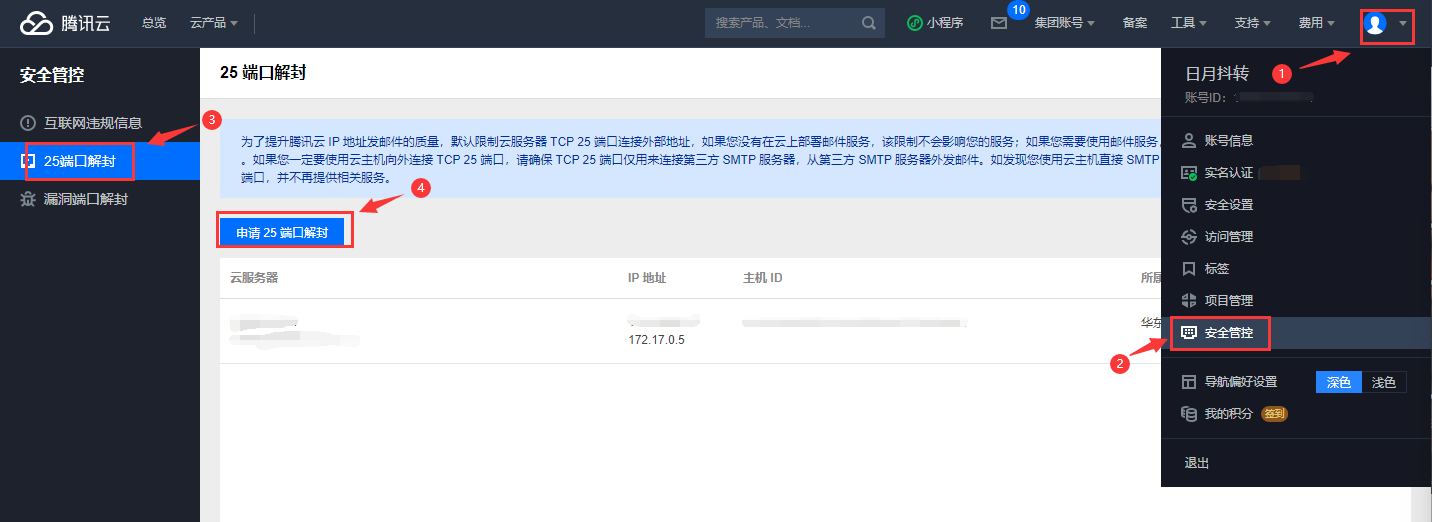 腾讯云
总览
云产品
搜索产品、文档...
小程序
10
集团账号
备案
工具
支持
费用
安全管控
互联网违规信息
3
25端口解封
漏洞端口解封
25 端口解封
为了提升腾讯云 IP 地址发邮件的质量，默认限制云服务器 TCP 25 端口连接外部地址，如果您没有在云上部署邮件服务，该限制不会影响您的服务；如果您需要使用邮件服务，
。如果您一定要使用云主机向外连接 TCP 25 端口，请确保 TCP 25 端口仅用来连接第三方 SMTP 服务器，从第三方 SMTP 服务器外发邮件。如发现您使用云主机直接 SMTP
端口，并不再提供相关服务。
4
申请 25 端口解封
云服务器
IP 地址
主机 ID
所属
172.17.0.5
华东
日月抖转
1
账号ID：
账号信息
实名认证
安全设置
访问管理
标签
项目管理
安全管控
2
导航偏好设置
深色
浅色
我的积分
签到
退出